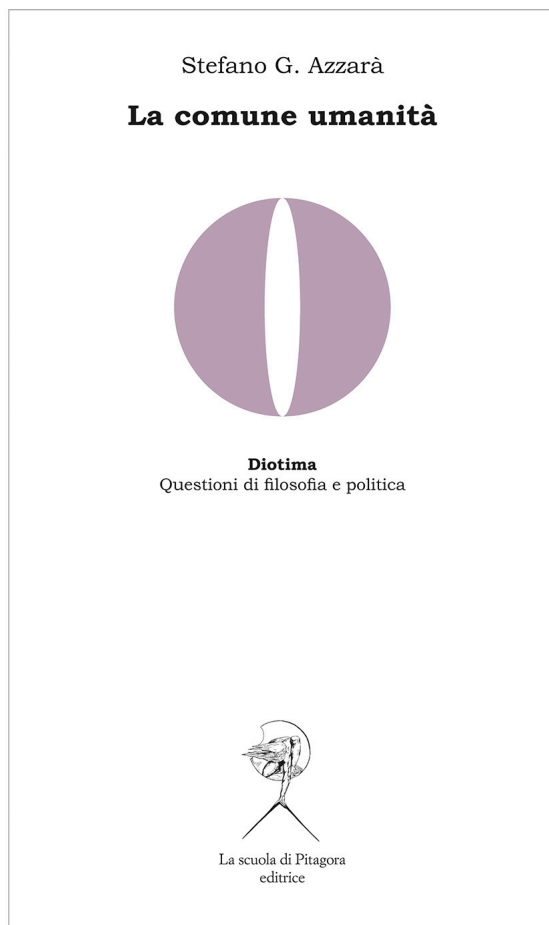 Stefano G. Azzarà
La comune umanità
Diotima
Questioni di filosofia e politica
La scuola di Pitagora
editrice